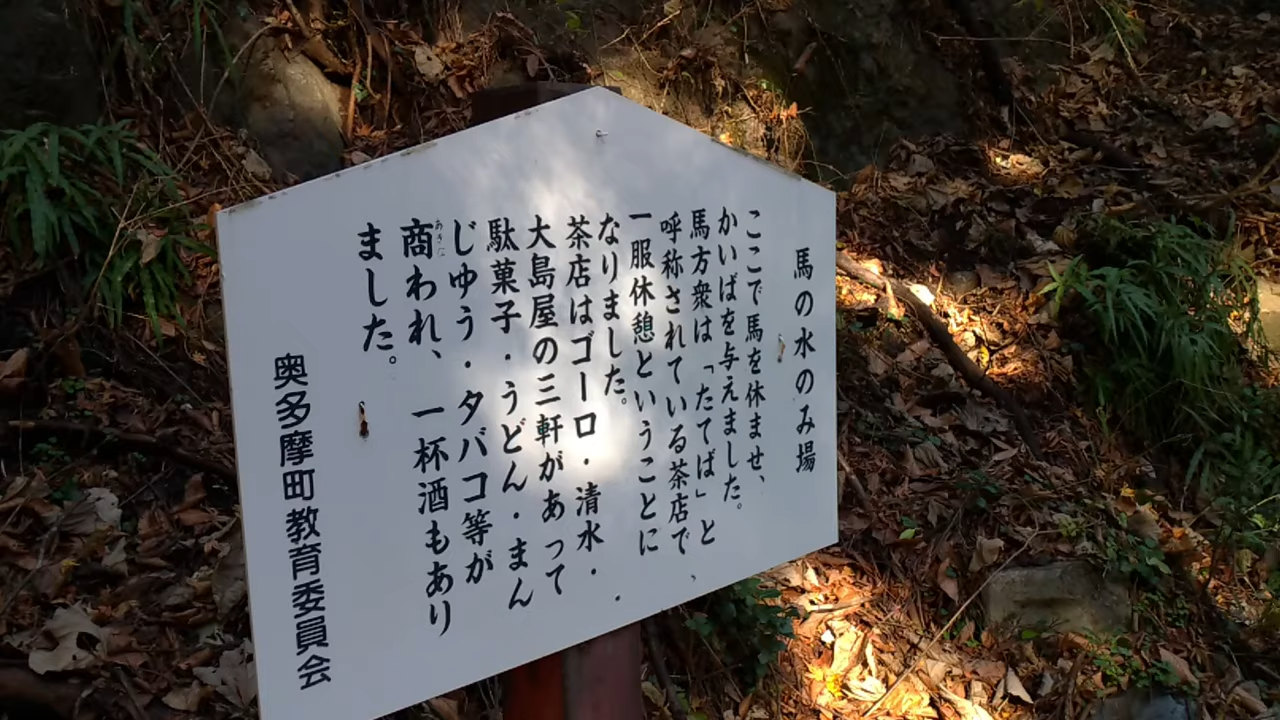 馬の水のみ場
ここで馬を休ませ、
かいばを与えました。
馬方衆は「たてば」と
呼称されている茶店で、
一服休憩ということに
なりました。
茶店はゴーロ・清水・
大島屋の三軒があって
駄菓子・うどん・まん
じゅう・タバコ等が
商われ、一杯酒もあり
ました。
奥多摩町教育委員会